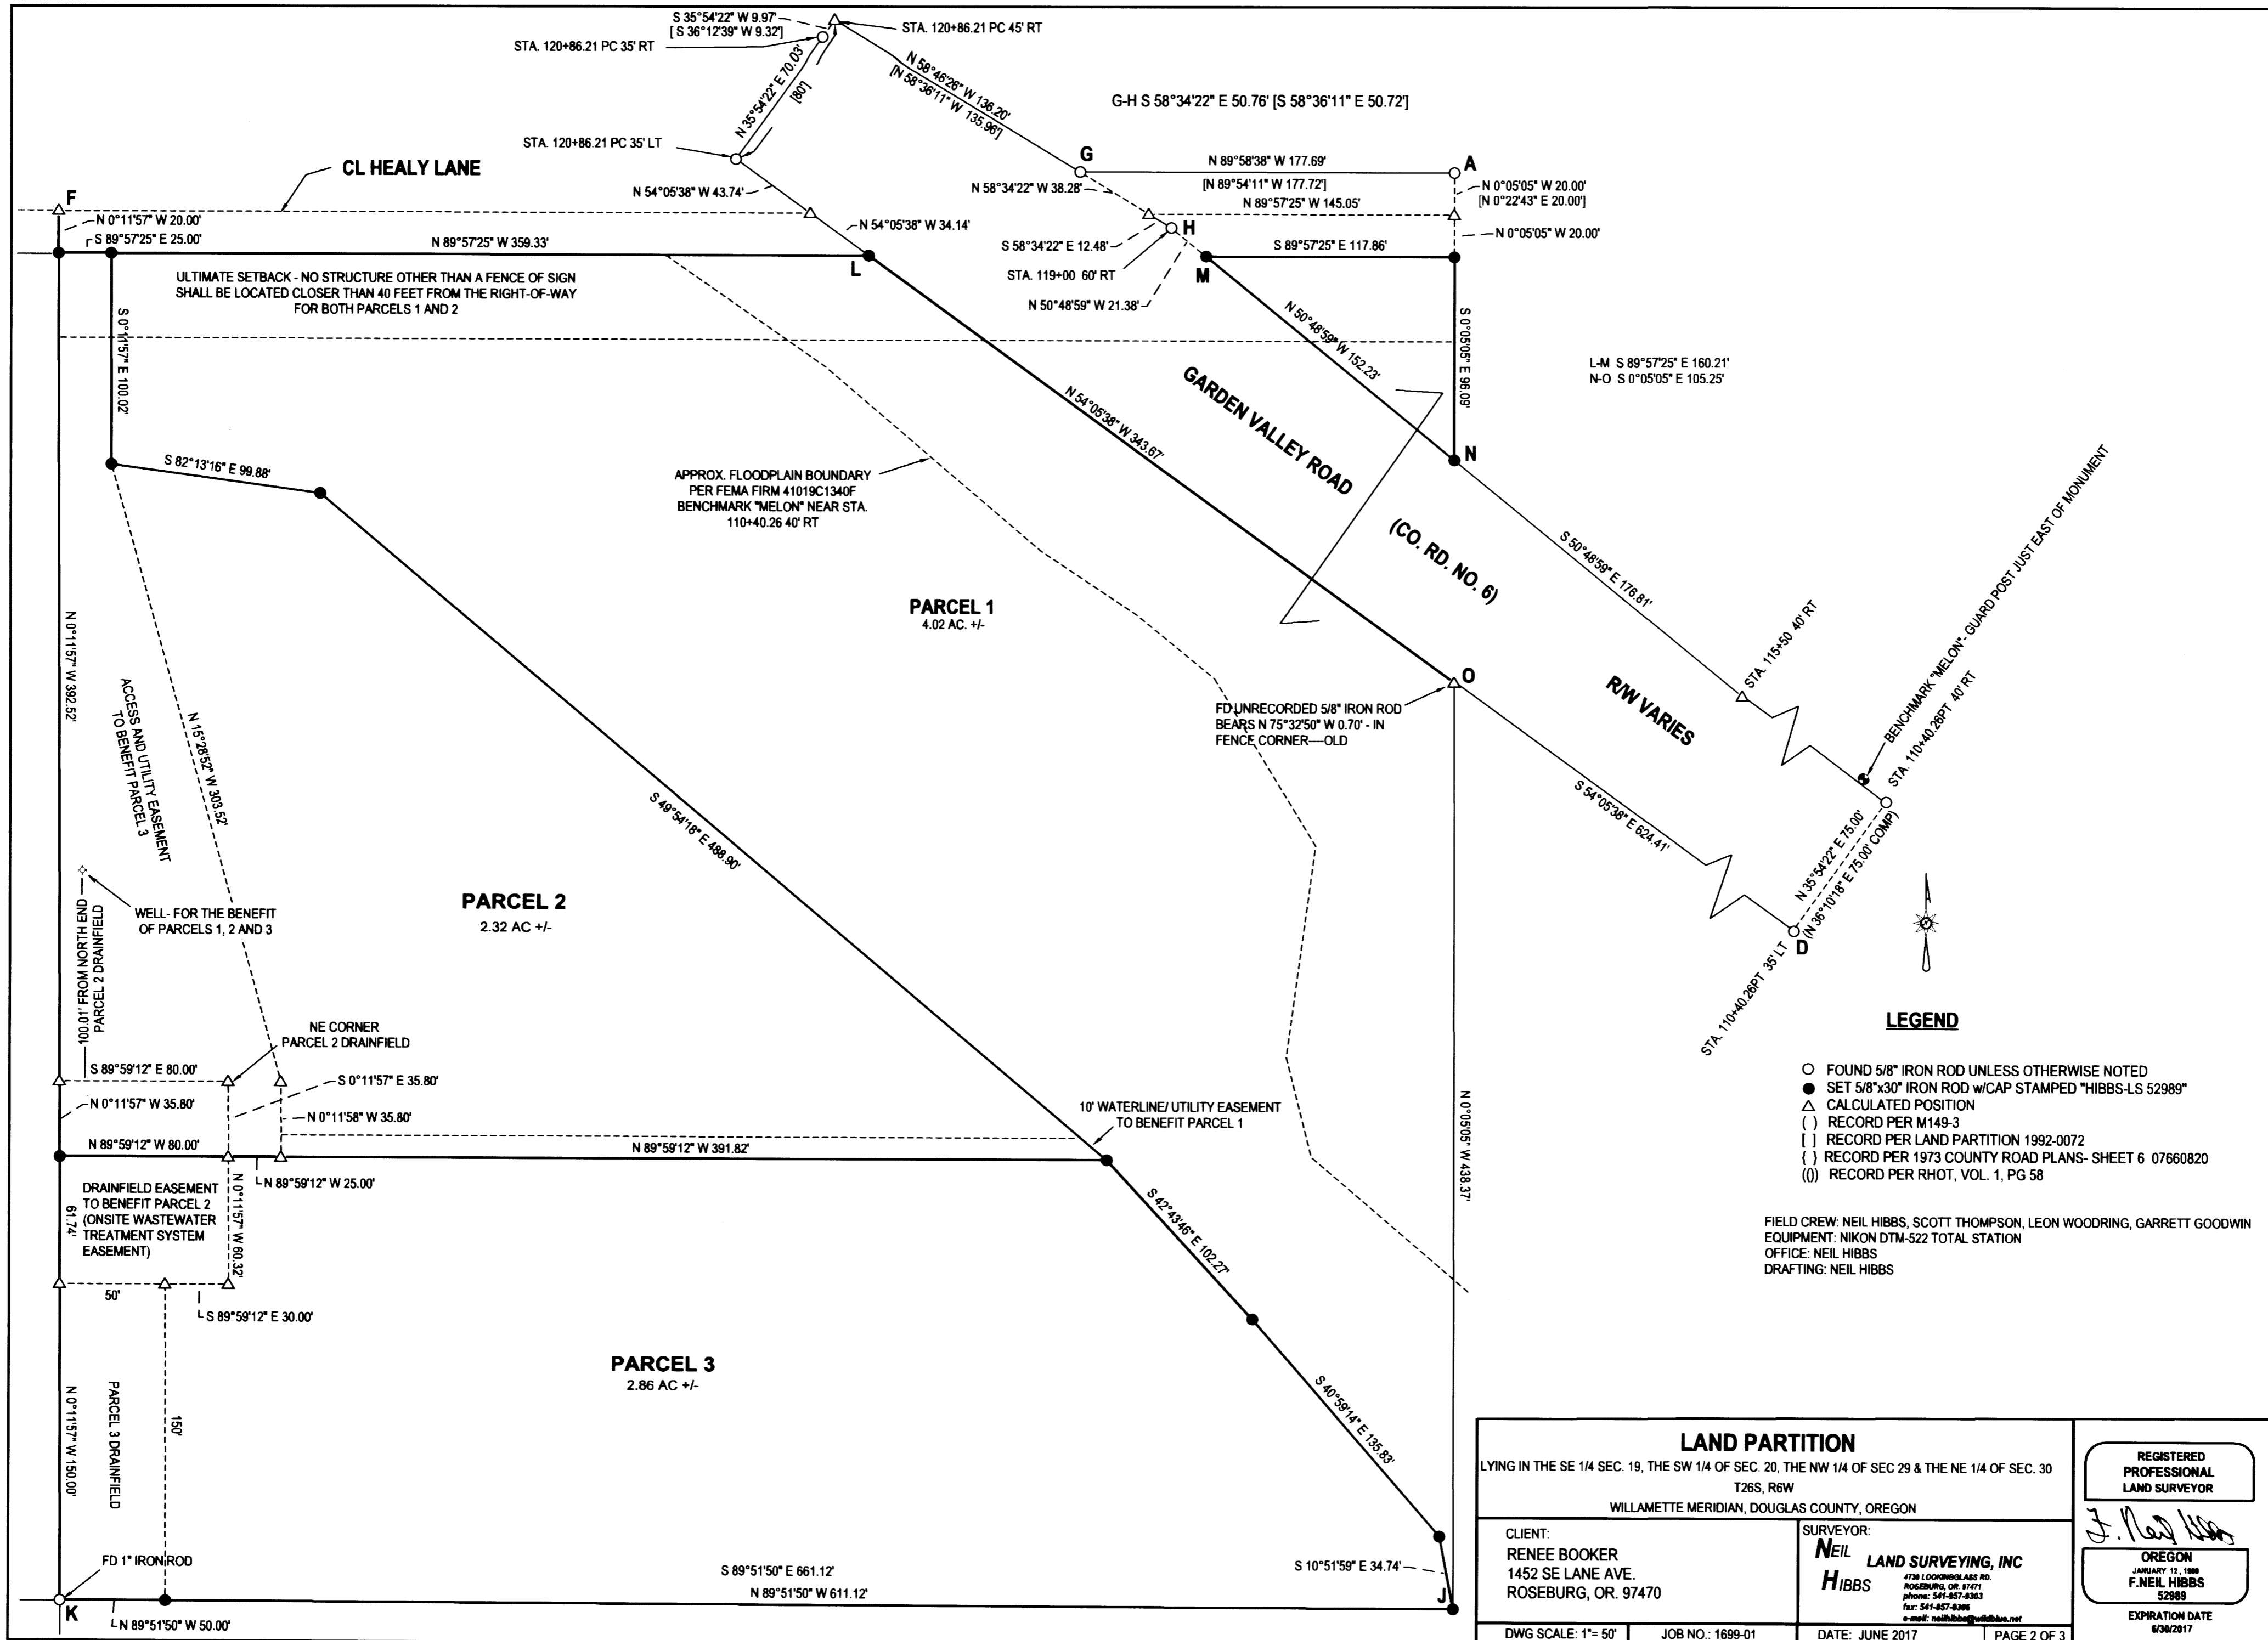 S 35°54'22" W 9.97'
[ S 36°12'39" W 9.32']
STA. 120+86.21 PC 45' RT
STA. 120+86.21 PC 35' RT
N 35°54'22" E 70.03'
[80']
N 58°46'26" W 136.20'
[N 58°36'11" W 135.96']
G-H S 58°34'22" E 50.76' [S 58°36'11" E 50.72']
STA. 120+86.21 PC 35' LT
CL HEALY LANE
G
N 89°58'38" W 177.69'
[N 89°54'11" W 177.72']
A
N 0°05'05" W 20.00'
[N 0°22'43" E 20.00']
N 54°05'38" W 43.74'
N 58°34'22" W 38.28'
N 89°57'25" W 145.05'
F
N 0°11'57" W 20.00'
S 89°57'25" E 25.00'
N 89°57'25" W 359.33'
N 54°05'38" W 34.14'
L
S 58°34'22" E 12.48'
H
STA. 119+00 60' RT
M
N 50°48'59" W 21.38'
S 89°57'25" E 117.86'
N 0°05'05" W 20.00'
ULTIMATE SETBACK - NO STRUCTURE OTHER THAN A FENCE OF SIGN
SHALL BE LOCATED CLOSER THAN 40 FEET FROM THE RIGHT-OF-WAY
FOR BOTH PARCELS 1 AND 2
S 0°11'57" E 100.02'
N 50°48'59" W 152.23'
S 0°05'05" E 96.09'
L-M S 89°57'25" E 160.21'
N-O S 0°05'05" E 105.25'
N 54°05'38" W 343.67'
GARDEN VALLEY ROAD
(CO. RD. NO. 6)
R/W VARIES
N
S 82°13'16" E 99.88'
APPROX. FLOODPLAIN BOUNDARY
PER FEMA FIRM 41019C1340F
BENCHMARK "MELON" NEAR STA.
110+40.26 40' RT
S 50°48'59" E 176.81'
STA. 115+50 40' RT
BENCHMARK "MELON"- GUARD POST JUST EAST OF MONUMENT
STA. 110+40.26PT 40' RT
PARCEL 1
4.02 AC. +/-
O
FD UNRECORDED 5/8" IRON ROD
BEARS N 75°32'50" W 0.70' - IN
FENCE CORNER----OLD
S 54°05'38" E 624.41'
N 35°54'22" E 75.00'
(N 36°10'18" E 75.00' COMP)
D
STA. 110+40.26PT 35' LT
N 0°11'57" W 392.52'
ACCESS AND UTILITY EASEMENT
TO BENEFIT PARCEL 3
N 15°28'52" W 303.52'
S 49°54'18" E 488.90'
WELL- FOR THE BENEFIT
OF PARCELS 1, 2 AND 3
100.01' FROM NORTH END
PARCEL 2 DRAINFIELD
PARCEL 2
2.32 AC +/-
NE CORNER
PARCEL 2 DRAINFIELD
S 89°59'12" E 80.00'
S 0°11'57" E 35.80'
N 0°11'57" W 35.80'
N 0°11'58" W 35.80'
N 89°59'12" W 80.00'
N 89°59'12" W 391.82'
N 89°59'12" W 25.00'
10' WATERLINE/ UTILITY EASEMENT
TO BENEFIT PARCEL 1
N 0°05'05" W 438.37'
DRAINFIELD EASEMENT
TO BENEFIT PARCEL 2
(ONSITE WASTEWATER
TREATMENT SYSTEM
EASEMENT)
61.74'
N 0°11'57" W 60.32'
50'
S 89°59'12" E 30.00'
S 42°43'46" E 102.27'
S 40°59'14" E 135.83'
PARCEL 3
2.86 AC +/-
N 0°11'57" W 150.00'
PARCEL 3 DRAINFIELD
150'
FD 1" IRON ROD
K
N 89°51'50" W 50.00'
S 89°51'50" E 661.12'
N 89°51'50" W 611.12'
S 10°51'59" E 34.74'
J
LEGEND
FOUND 5/8" IRON ROD UNLESS OTHERWISE NOTED
SET 5/8"x30" IRON ROD w/CAP STAMPED "HIBBS-LS 52989"
CALCULATED POSITION
( ) RECORD PER M149-3
[ ] RECORD PER LAND PARTITION 1992-0072
{ } RECORD PER 1973 COUNTY ROAD PLANS- SHEET 6 07660820
(()) RECORD PER RHOT, VOL. 1, PG 58
FIELD CREW: NEIL HIBBS, SCOTT THOMPSON, LEON WOODRING, GARRETT GOODWIN
EQUIPMENT: NIKON DTM-522 TOTAL STATION
OFFICE: NEIL HIBBS
DRAFTING: NEIL HIBBS
LAND PARTITION
LYING IN THE SE 1/4 SEC. 19, THE SW 1/4 OF SEC. 20, THE NW 1/4 OF SEC 29 & THE NE 1/4 OF SEC. 30
T26S, R6W
WILLAMETTE MERIDIAN, DOUGLAS COUNTY, OREGON
CLIENT:
RENEE BOOKER
1452 SE LANE AVE.
ROSEBURG, OR. 97470
SURVEYOR:
NEIL
HIBBS
LAND SURVEYING, INC
4738 LOOKINGGLASS RD.
ROSEBURG, OR. 97471
phone: 541-957-8303
fax: 541-957-8386
e-mail: neilhibbs@wildblue.net
DWG SCALE: 1"= 50'
JOB NO.: 1699-01
DATE: JUNE 2017
PAGE 2 OF 3
REGISTERED
PROFESSIONAL
LAND SURVEYOR
F. Neil Hibbs
OREGON
JANUARY 12, 1999
F.NEIL HIBBS
52989
EXPIRATION DATE
6/30/2017